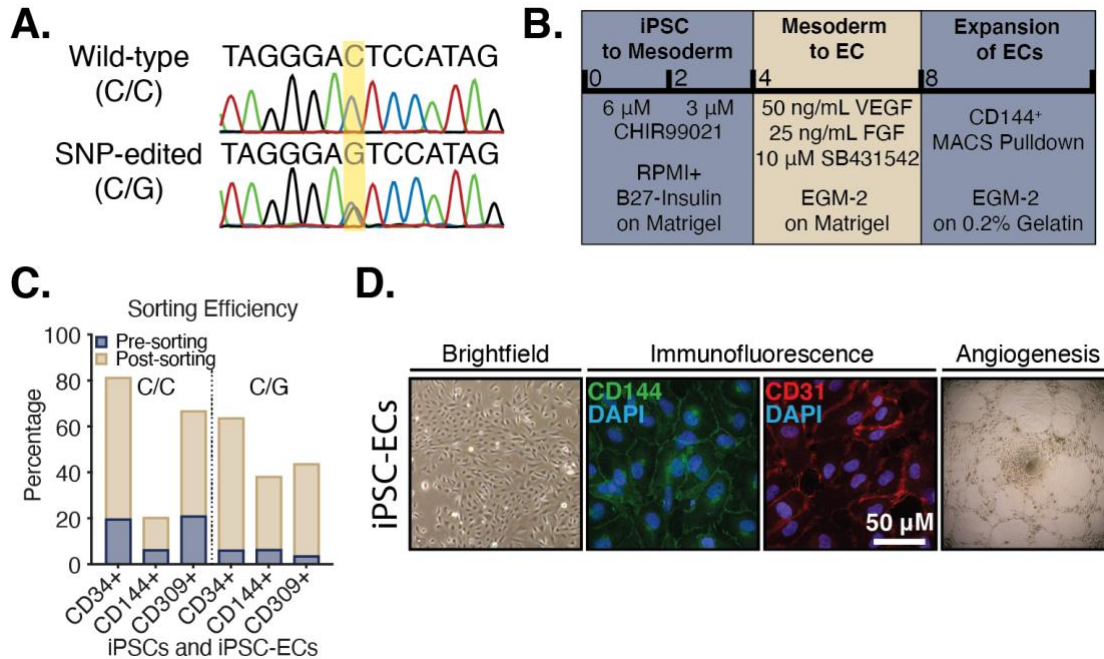 A.
Wild-type
(C/C)
TAGGGACTCCATAG
SNP-edited
(C/G)
TAGGGAGTCCATAG
B.
iPSC
to Mesoderm
Mesoderm
to EC
Expansion
of ECs
0 2 4 8
6 µM 3 µM
CHIR99021
RPMI+
B27-Insulin
on Matrigel
50 ng/mL VEGF
25 ng/mL FGF
10 µM SB431542
EGM-2
on Matrigel
CD144+
MACS Pulldown
EGM-2
on 0.2% Gelatin
C.
Sorting Efficiency
Pre-sorting
Post-sorting
C/C
C/G
Percentage
100
80
60
40
20
0
CD34+
CD144+
CD309+
CD34+
CD144+
CD309+
iPSCs and iPSC-ECs
D.
Brightfield
Immunofluorescence
Angiogenesis
iPSC-ECs
CD144
DAPI
CD31
DAPI
50 µM